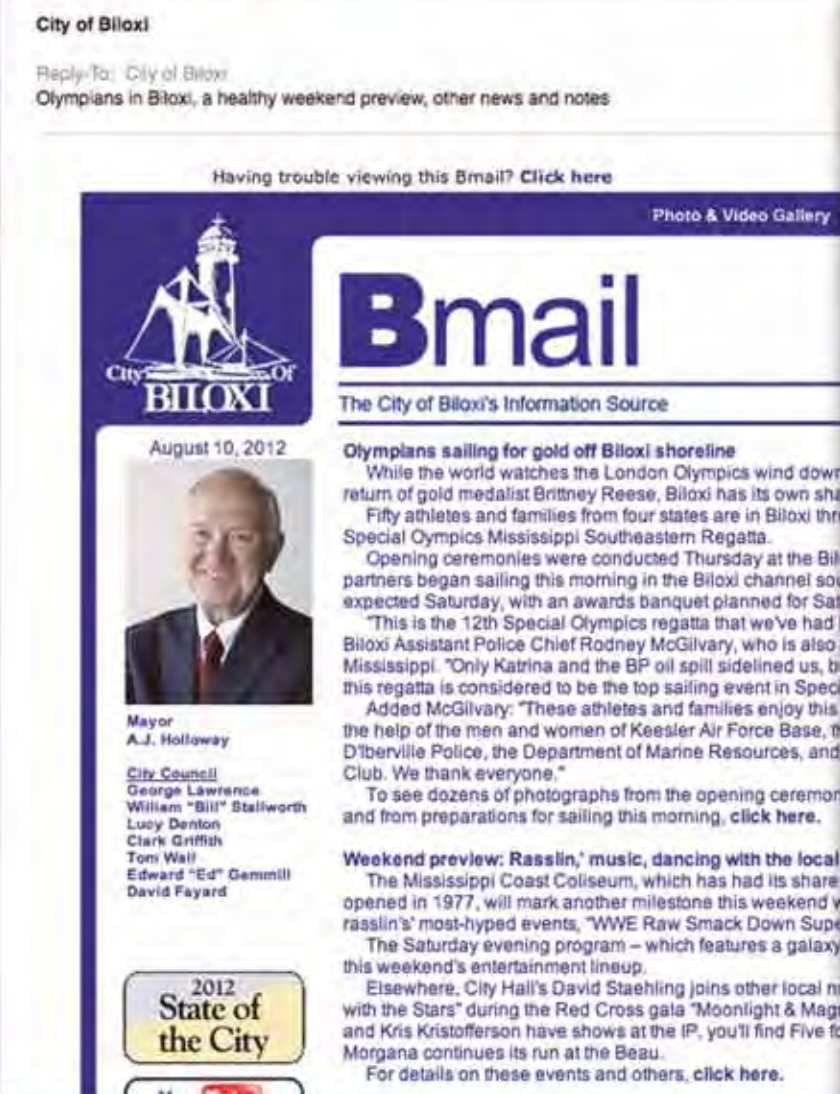 City of Biloxi
Reply-To: City of Biloxi
Olympians in Biloxi, a healthy weekend preview, other news and notes
Having trouble viewing this Bmail? Click here
Photo & Video Gallery
City Of
BILOXI
Bmail
The City of Biloxi's Information Source
August 10, 2012
Mayor
A.J. Holloway
City Council
George Lawrence
William "Bill" Stallworth
Lucy Denton
Clark Griffith
Tom Wall
Edward "Ed" Gemmill
David Fayard
2012
State of
the City
Olympians sailing for gold off Biloxi shoreline
While the world watches the London Olympics wind down
return of gold medalist Brittney Reese, Biloxi has its own sha
Fifty athletes and families from four states are in Biloxi thr
Special Oympics Mississippi Southeastern Regatta.
Opening ceremonies were conducted Thursday at the Bil
partners began sailing this morning in the Biloxi channel sou
expected Saturday, with an awards banquet planned for Sat
"This is the 12th Special Olympics regatta that we've had
Biloxi Assistant Police Chief Rodney McGilvary, who is also
Mississippi. "Only Katrina and the BP oil spill sidelined us, b
this regatta is considered to be the top sailing event in Speci
Added McGilvary: "These athletes and families enjoy this
the help of the men and women of Keesler Air Force Base,
D'Iberville Police, the Department of Marine Resources, and
Club. We thank everyone."
To see dozens of photographs from the opening ceremon
and from preparations for sailing this morning, click here.
Weekend preview: Rasslin,' music, dancing with the local
The Mississippi Coast Coliseum, which has had its share
opened in 1977, will mark another milestone this weekend w
rasslin's' most-hyped events, "WWE Raw Smack Down Supe
The Saturday evening program – which features a galaxy
this weekend's entertainment lineup.
Elsewhere, City Hall's David Staehling joins other local n
with the Stars" during the Red Cross gala "Moonlight & Mag
and Kris Kristofferson have shows at the IP, you'll find Five fo
Morgana continues its run at the Beau.
For details on these events and others, click here.